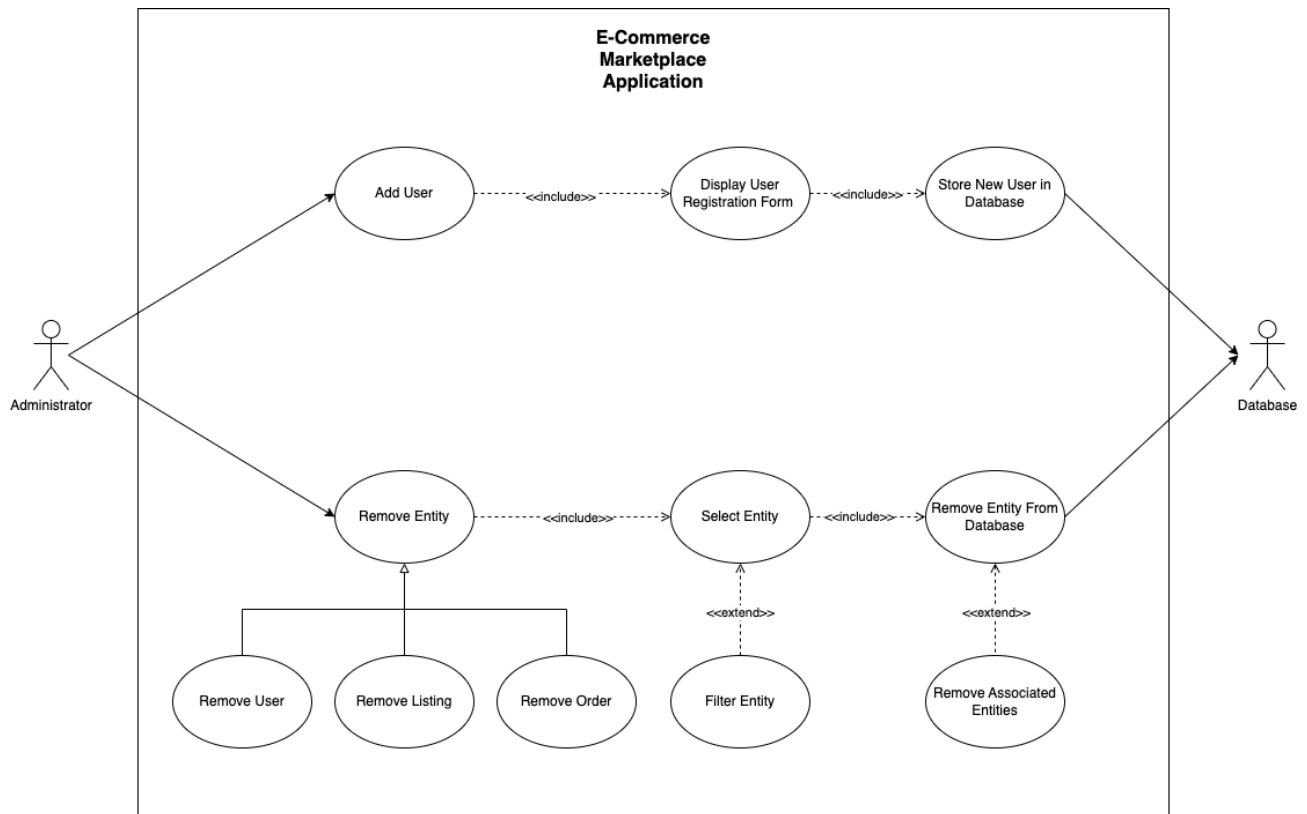 E-Commerce
Marketplace
Application
Add User
<<include>>
Display User
Registration Form
<<include>>
Store New User in
Database
Administrator
Database
Remove Entity
<<include>>
Select Entity
<<include>>
Remove Entity From
Database
<<extend>>
<<extend>>
Remove User
Remove Listing
Remove Order
Filter Entity
Remove Associated
Entities